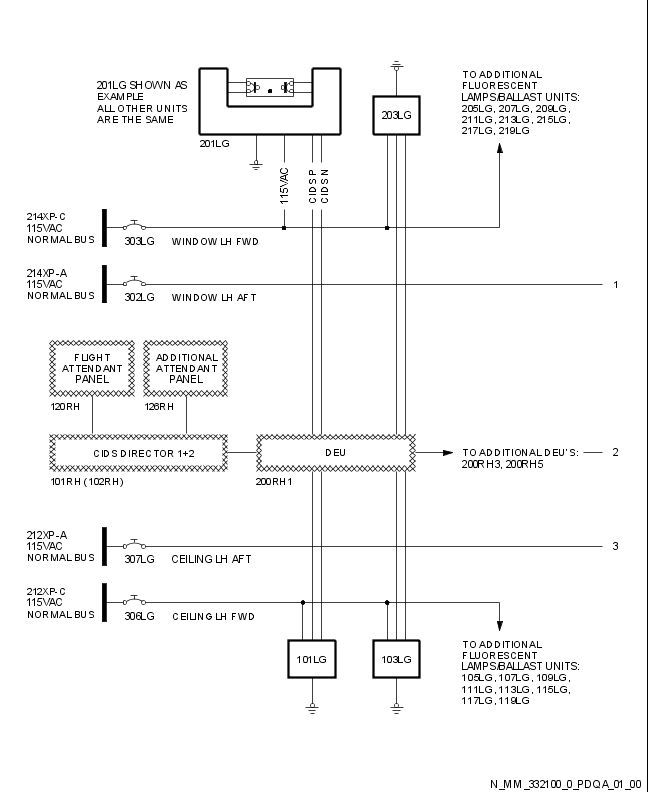 201LG SHOWN AS
EXAMPLE
ALL OTHER UNITS
ARE THE SAME
201LG
203LG
TO ADDITIONAL
FLUORESCENT
LAMPS/BALLAST UNITS:
205LG, 207LG, 209LG,
211LG, 213LG, 215LG,
217LG, 219LG
115VAC
CIDS P
CIDS N
214XP-C
115VAC
NORMAL BUS
303LG
WINDOW LH FWD
214XP-A
115VAC
NORMAL BUS
302LG
WINDOW LH AFT
1
FLIGHT
ATTENDANT
PANEL
120RH
ADDITIONAL
ATTENDANT
PANEL
126RH
CIDS DIRECTOR 1+2
101RH (102RH)
DEU
200RH1
TO ADDITIONAL DEU'S:
200RH3, 200RH5
2
212XP-A
115VAC
NORMAL BUS
307LG
CEILING LH AFT
3
212XP-C
115VAC
NORMAL BUS
306LG
CEILING LH FWD
101LG
103LG
TO ADDITIONAL
FLUORESCENT
LAMPS/BALLAST UNITS:
105LG, 107LG, 109LG,
111LG, 113LG, 115LG,
117LG, 119LG
N_MM_332100_0_PDQA_01_00